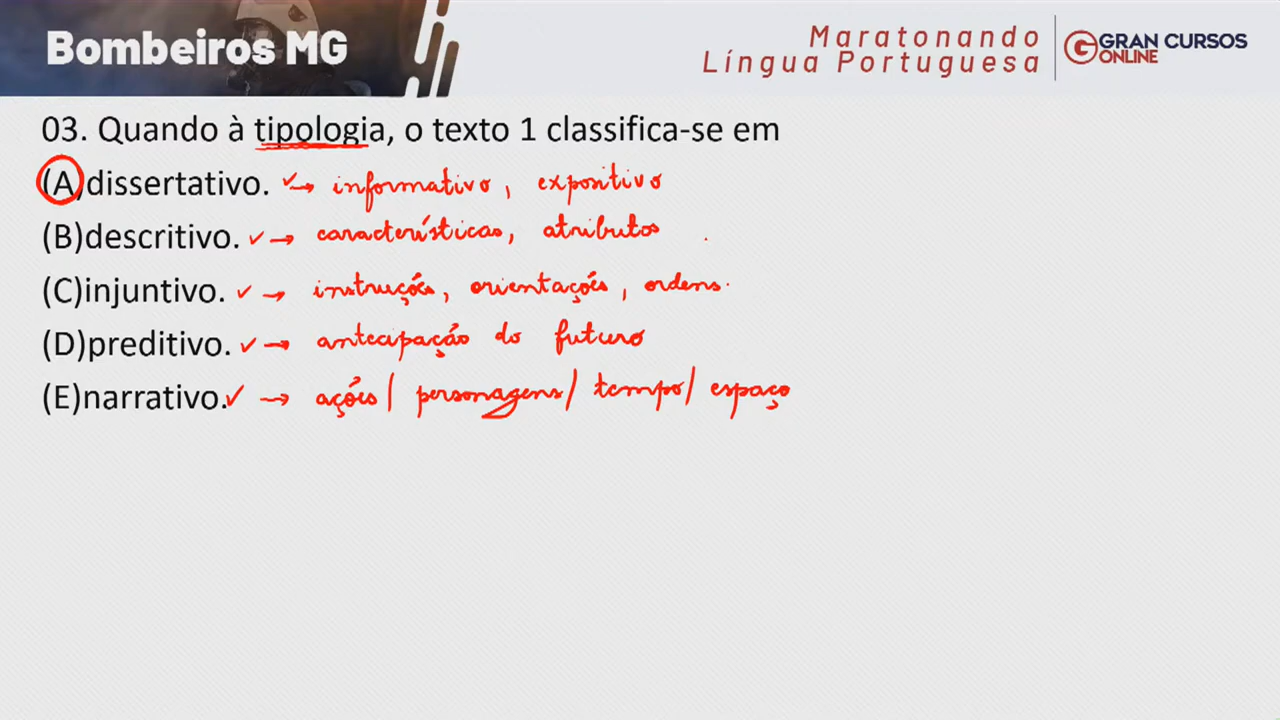 Bombeiros MG
Maratonando
Língua Portuguesa
GRAN CURSOS
ONLINE
03. Quando à tipologia, o texto 1 classifica-se em
(A)dissertativo. ✓→ informativo, expositivo
(B)descritivo. ✓→ características, atributos
(C)injuntivo. ✓→ instruções, orientações, ordens.
(D)preditivo. ✓→ antecipação do futuro
(E)narrativo. ✓→ ações/ personagens/ tempo/ espaço